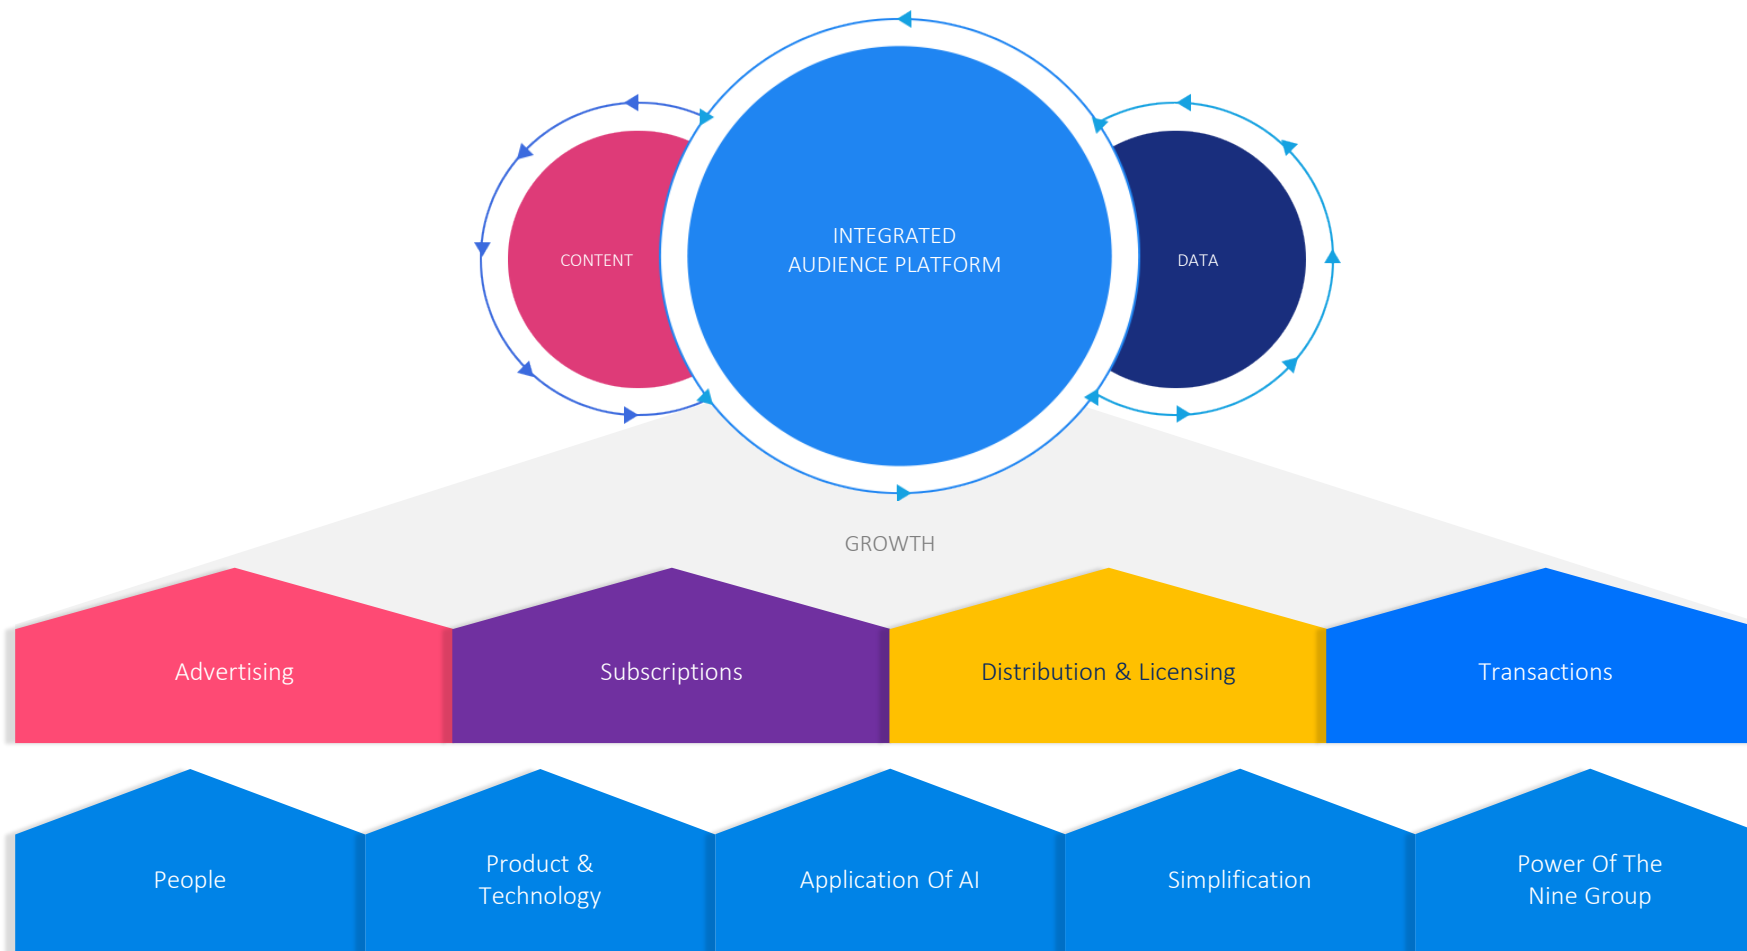 INTEGRATED
AUDIENCE PLATFORM
CONTENT
DATA
GROWTH
Advertising
Subscriptions
Distribution & Licensing
Transactions
People
Product &
Technology
Application Of AI
Simplification
Power Of The
Nine Group